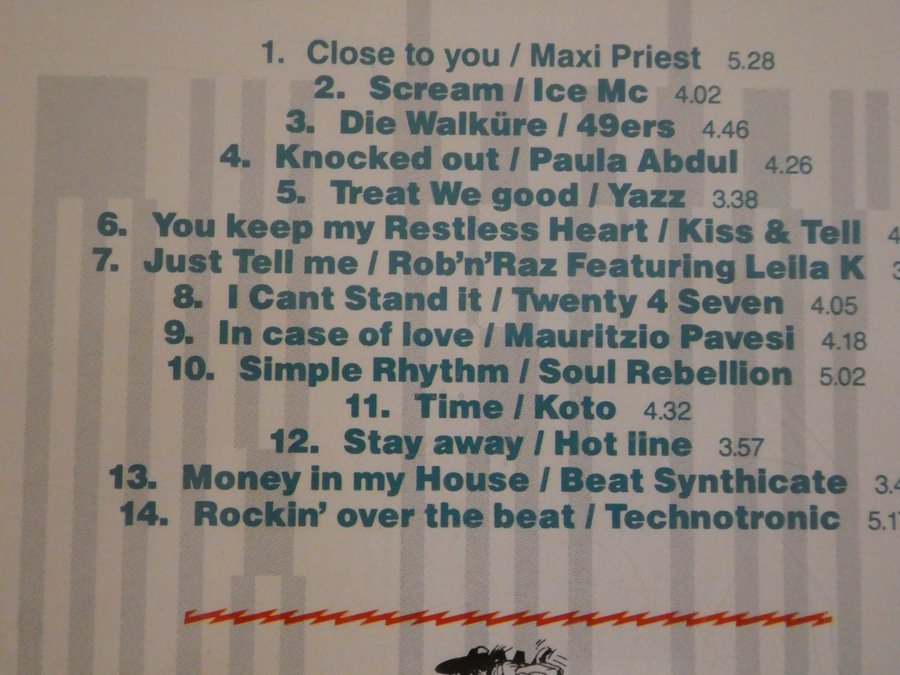 1. Close to you / Maxi Priest 5.28
2. Scream / Ice Mc 4.02
3. Die Walküre / 49ers 4.46
4. Knocked out / Paula Abdul 4.26
5. Treat We good / Yazz 3.38
6. You keep my Restless Heart / Kiss & Tell
7. Just Tell me / Rob'n'Raz Featuring Leila K
8. I Cant Stand it / Twenty 4 Seven 4.05
9. In case of love / Mauritzio Pavesi 4.18
10. Simple Rhythm / Soul Rebellion 5.02
11. Time / Koto 4.32
12. Stay away / Hot line 3.57
13. Money in my House / Beat Synthicate
14. Rockin' over the beat / Technotronic